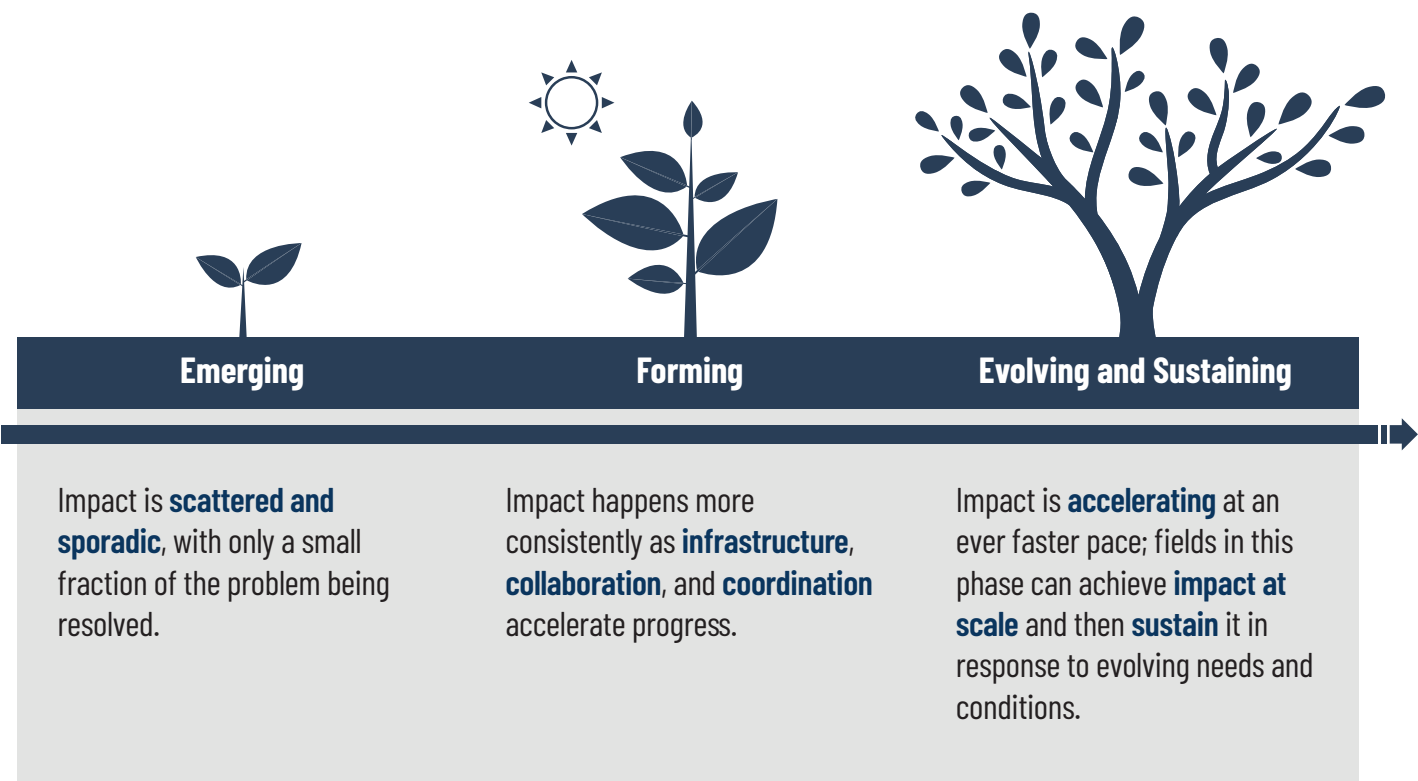 Emerging
Forming
Evolving and Sustaining
Impact is scattered and
sporadic, with only a small
fraction of the problem being
resolved.
Impact happens more
consistently as infrastructure,
collaboration, and coordination
accelerate progress.
Impact is accelerating at an
ever faster pace; fields in this
phase can achieve impact at
scale and then sustain it in
response to evolving needs and
conditions.